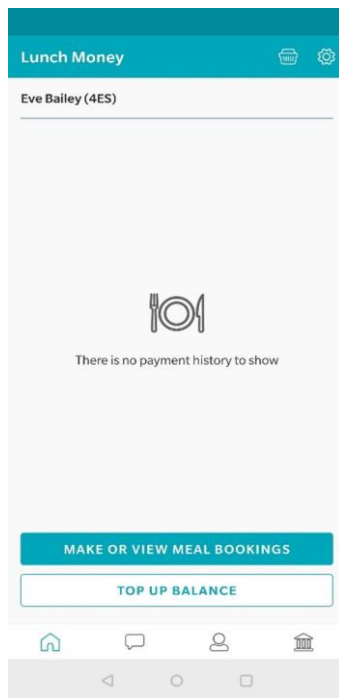 Lunch Money
Eve Bailey (4ES)
There is no payment history to show
MAKE OR VIEW MEAL BOOKINGS
TOP UP BALANCE